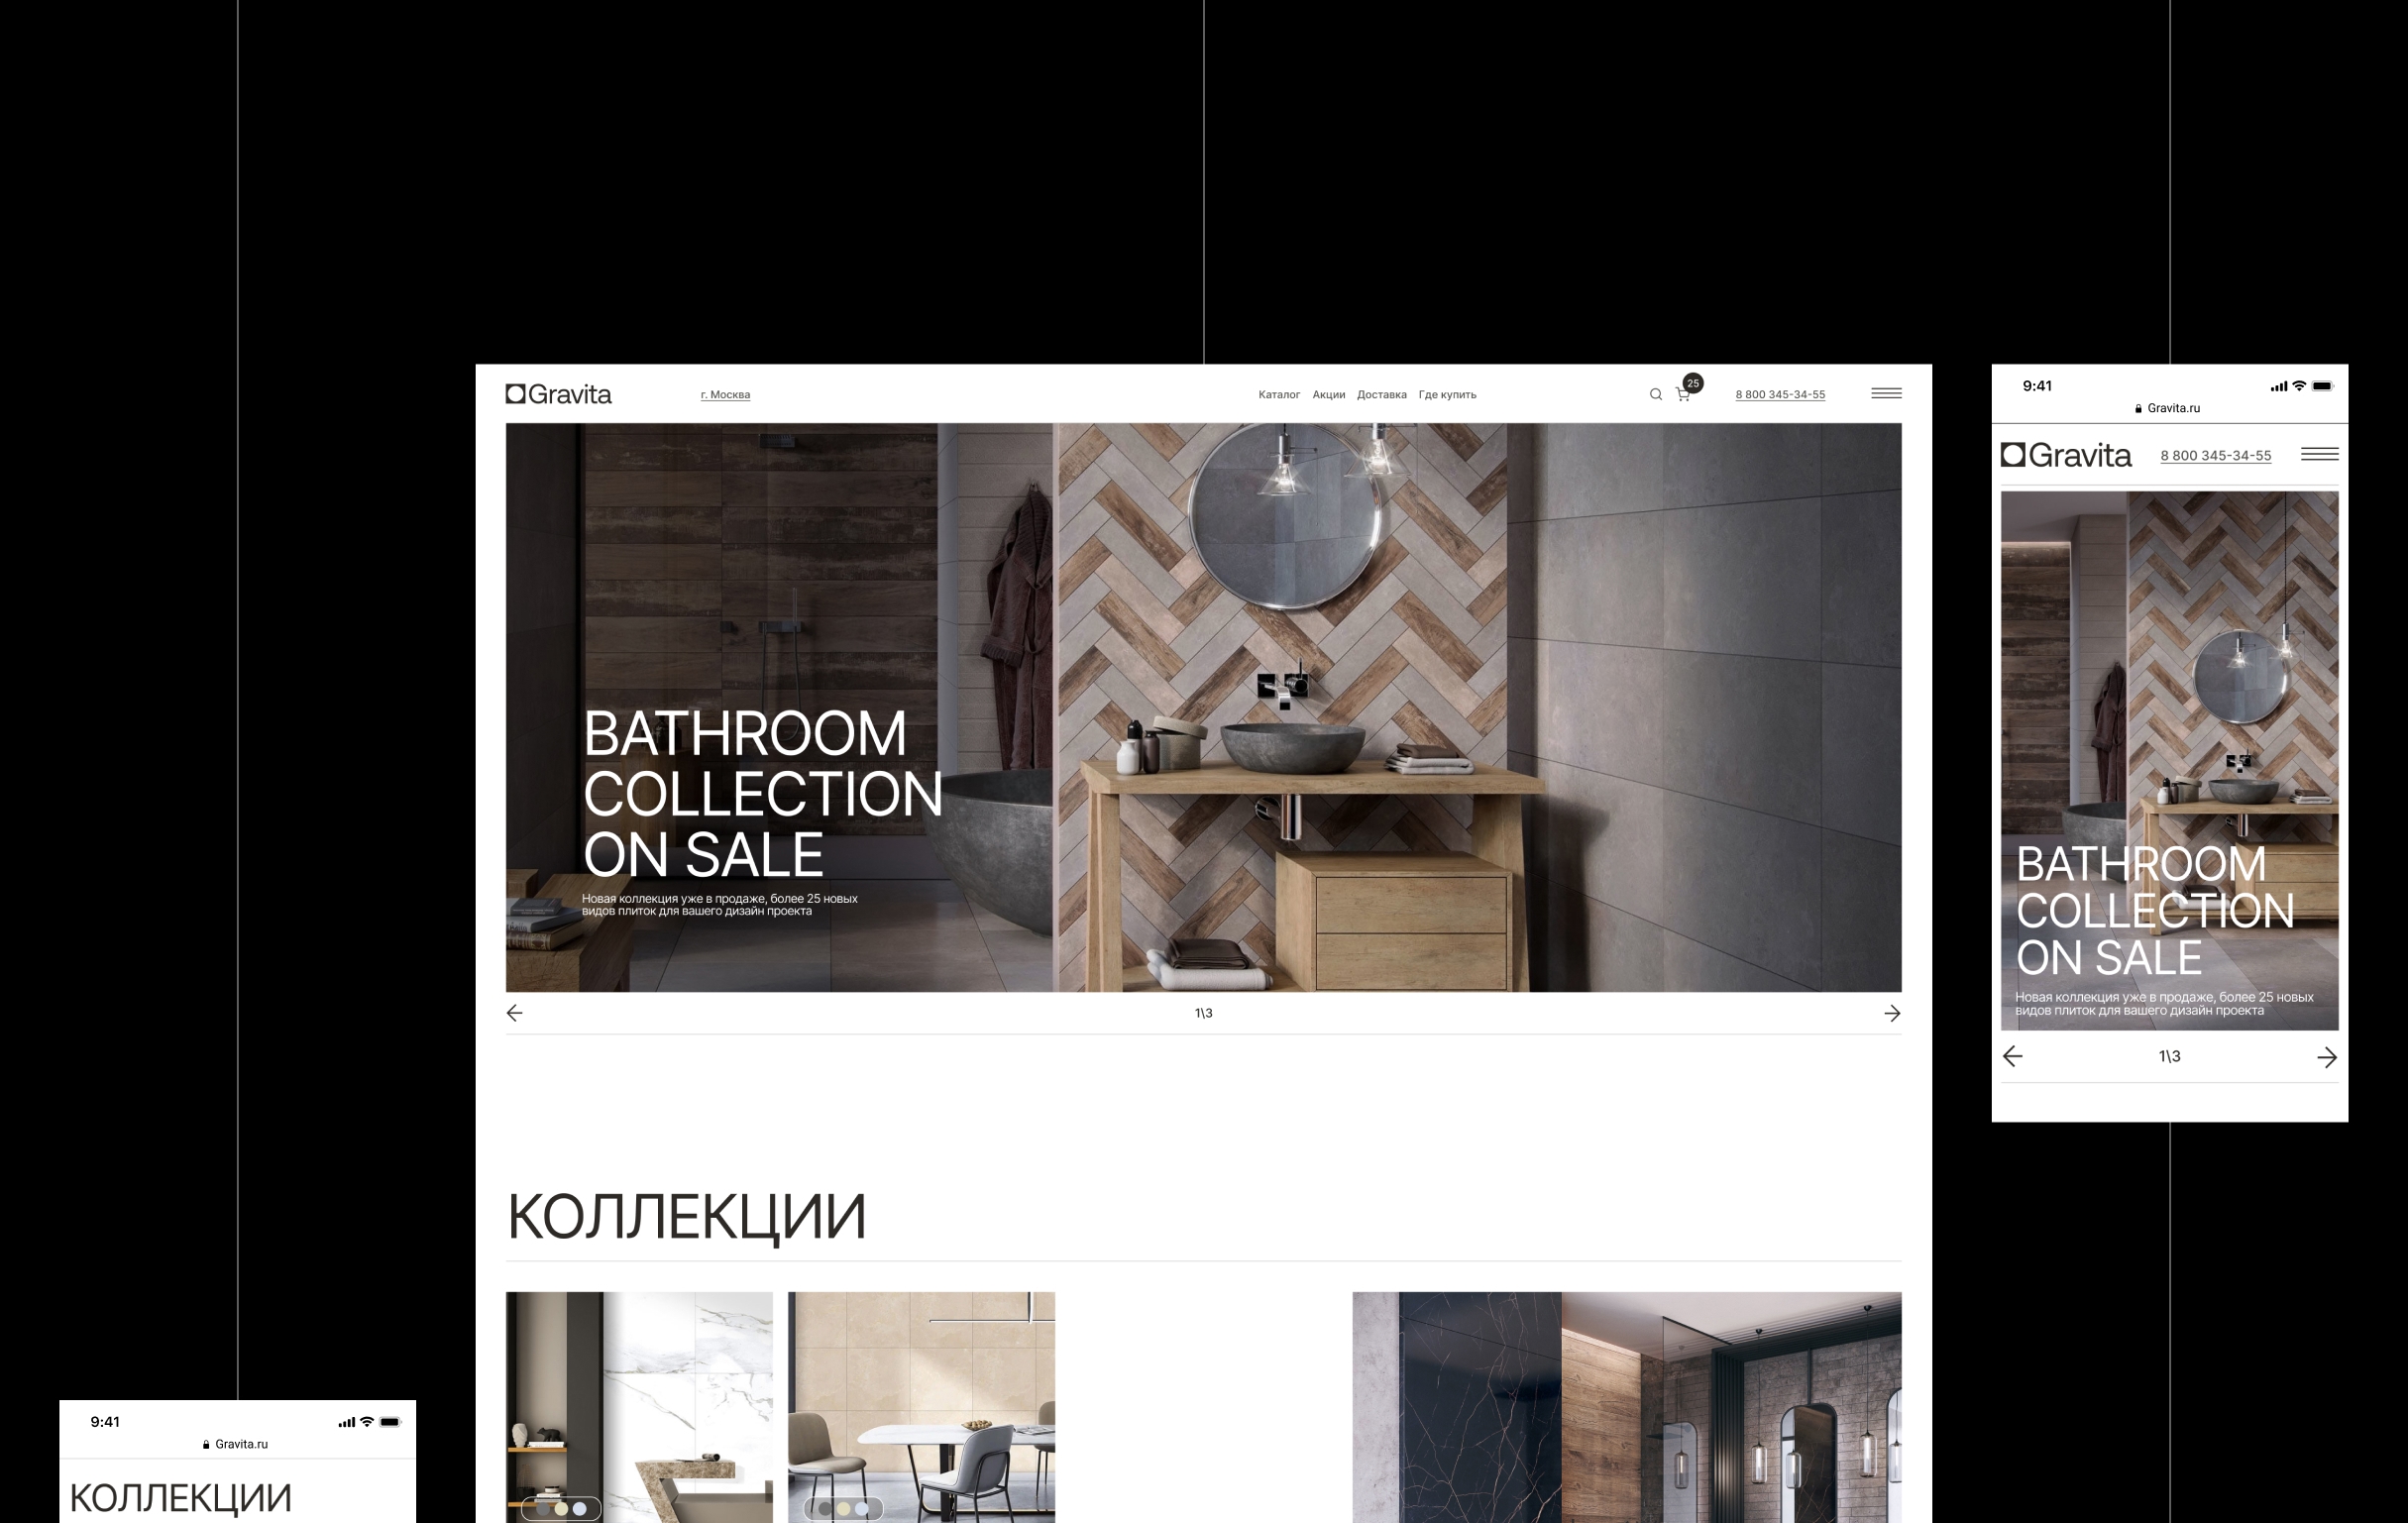 Gravita
г. Москва
Каталог Акции Доставка Где купить
25
8 800 345-34-55
BATHROOM
COLLECTION
ON SALE
Новая коллекция уже в продаже, более 25 новых
видов плиток для вашего дизайн проекта
1\3
КОЛЛЕКЦИИ
9:41
Gravita.ru
Gravita
8 800 345-34-55
BATHROOM
COLLECTION
ON SALE
Новая коллекция уже в продаже, более 25 новых
видов плиток для вашего дизайн проекта
1\3
9:41
Gravita.ru
КОЛЛЕКЦИИ